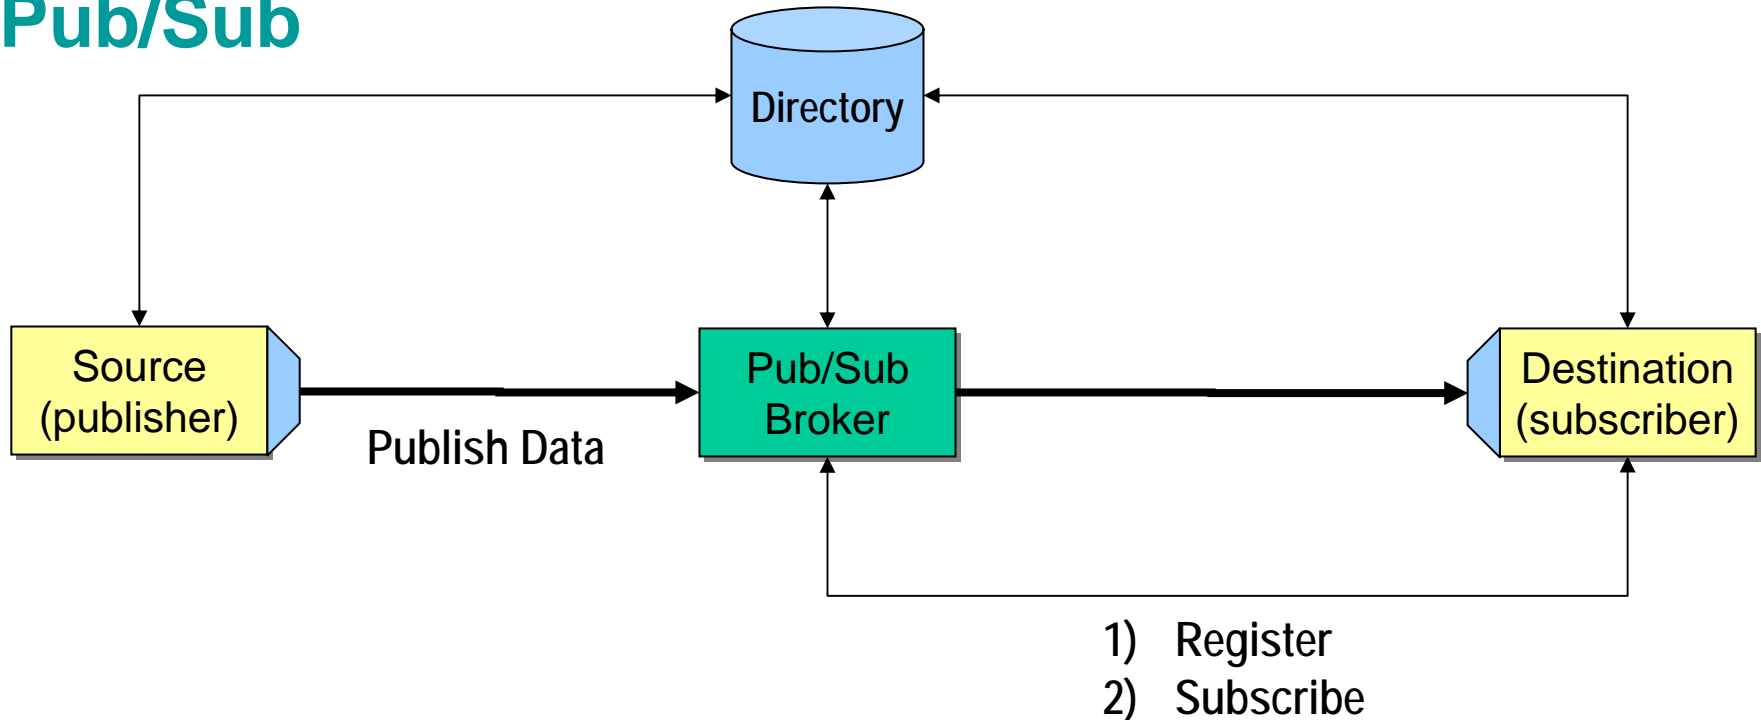 Pub/Sub
Directory
Source
(publisher)
Pub/Sub
Broker
Destination
(subscriber)
Publish Data
1) Register
2) Subscribe